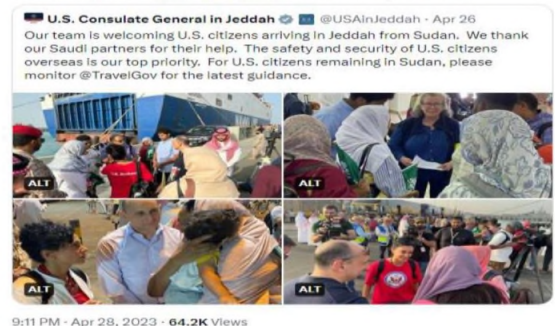 U.S. Consulate General in Jeddah @USAinJeddah · Apr 26
Our team is welcoming U.S. citizens arriving in Jeddah from Sudan.  We thank
our Saudi partners for their help.  The safety and security of U.S. citizens
overseas is our top priority.  For U.S. citizens remaining in Sudan, please
monitor @TravelGov for the latest guidance.
ALT
ALT
ALT
ALT
9:11 PM · Apr 28, 2023 · 64.2K Views